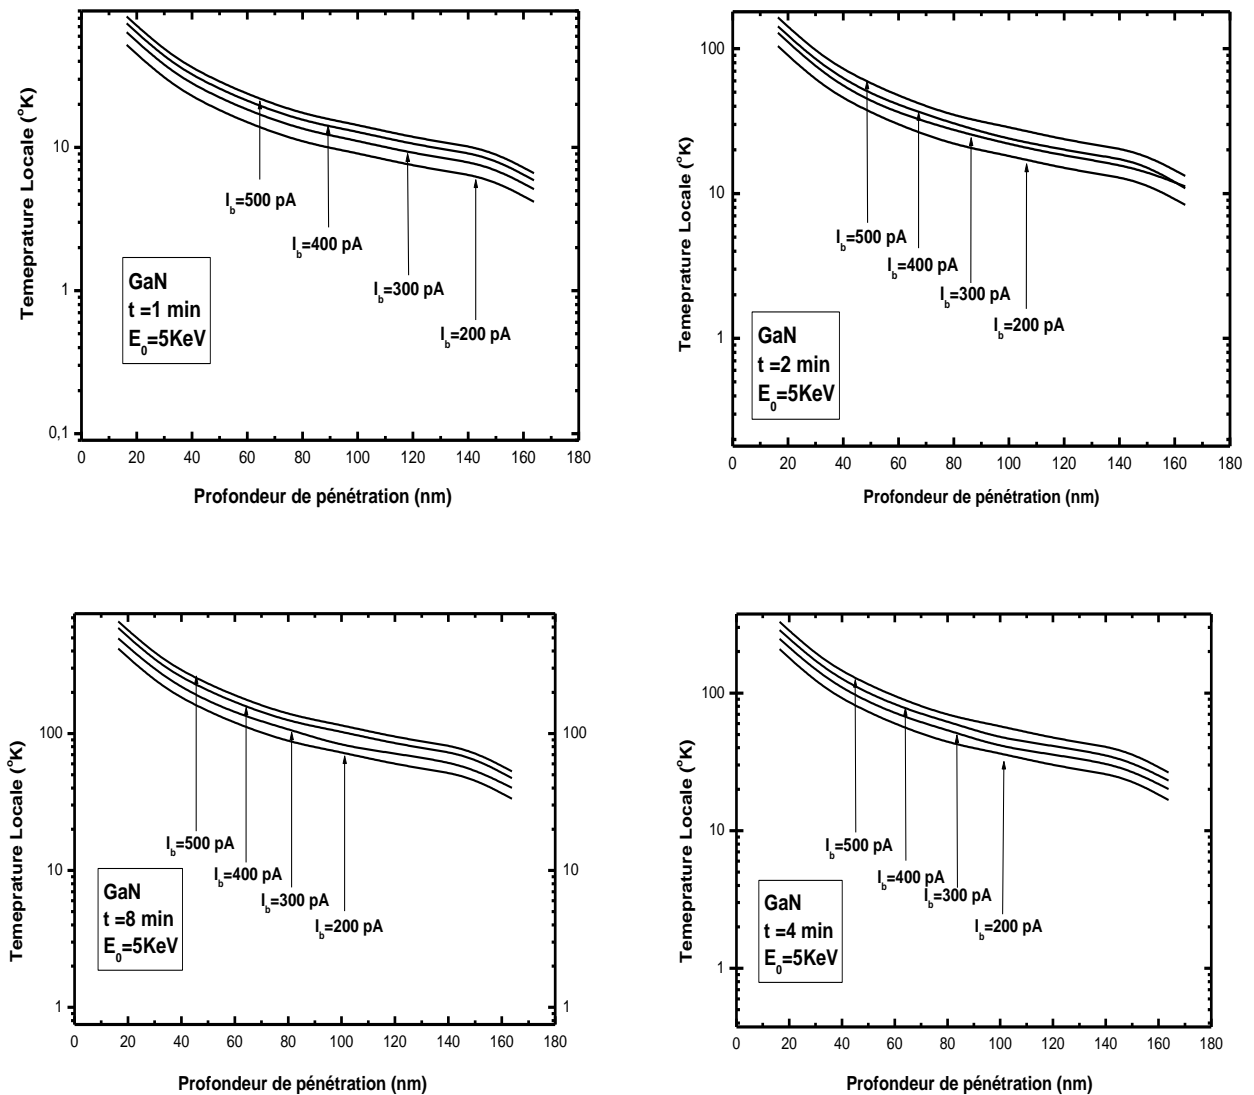 Temeprature Locale (°K)
10
1
0,1
I_b=500 pA
I_b=400 pA
I_b=300 pA
I_b=200 pA
GaN
t =1 min
E_0=5KeV
0 20 40 60 80 100 120 140 160 180
Profondeur de pénétration (nm)
Temeprature Locale (°K)
100
10
1
I_b=500 pA
I_b=400 pA
I_b=300 pA
I_b=200 pA
GaN
t =2 min
E_0=5KeV
0 20 40 60 80 100 120 140 160 180
Profondeur de pénétration (nm)
Temeprature Locale (°K)
100 100
10 10
1 1
I_b=500 pA
I_b=400 pA
I_b=300 pA
I_b=200 pA
GaN
t =8 min
E_0=5KeV
0 20 40 60 80 100 120 140 160 180
Profondeur de pénétration (nm)
Temeprature Locale (°K)
100
10
1
I_b=500 pA
I_b=400 pA
I_b=300 pA
I_b=200 pA
GaN
t =4 min
E_0=5KeV
0 20 40 60 80 100 120 140 160 180
Profondeur de pénétration (nm)